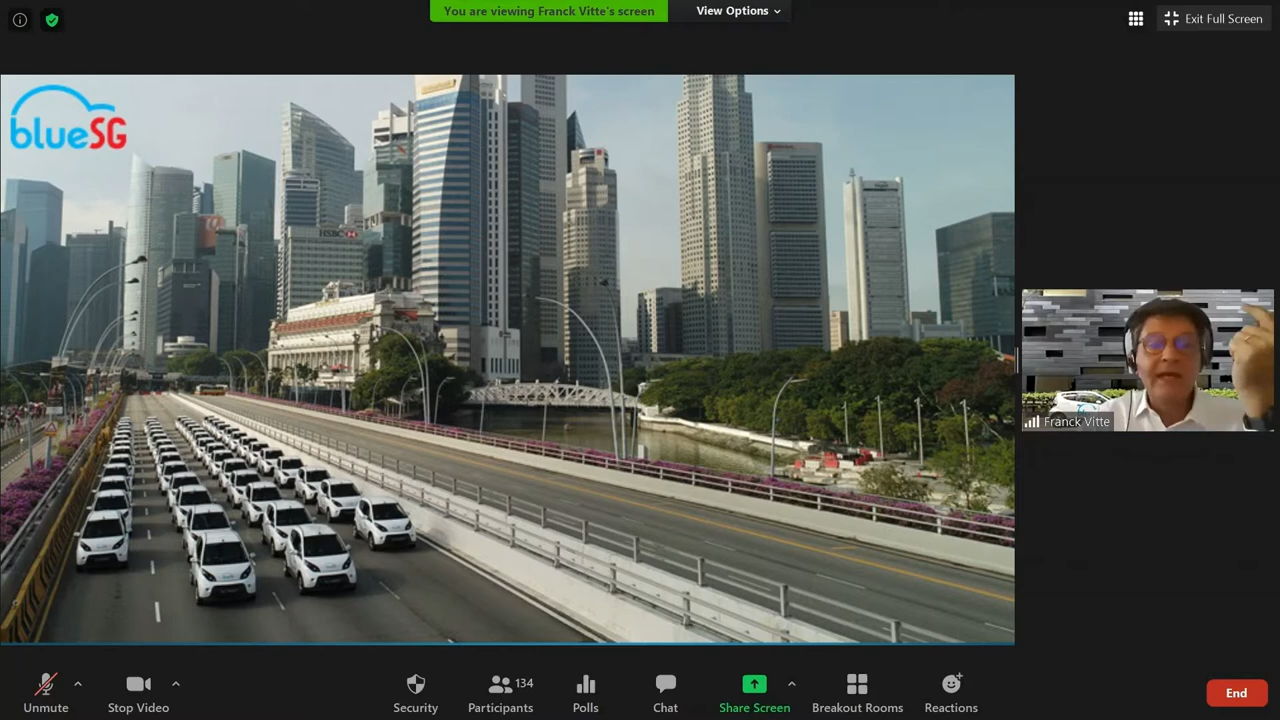 You are viewing Franck Vitte's screen
View Options
Exit Full Screen
blueSG
HSBC
Franck Vitte
Unmute
Stop Video
Security
134
Participants
Polls
Chat
Share Screen
Breakout Rooms
Reactions
End